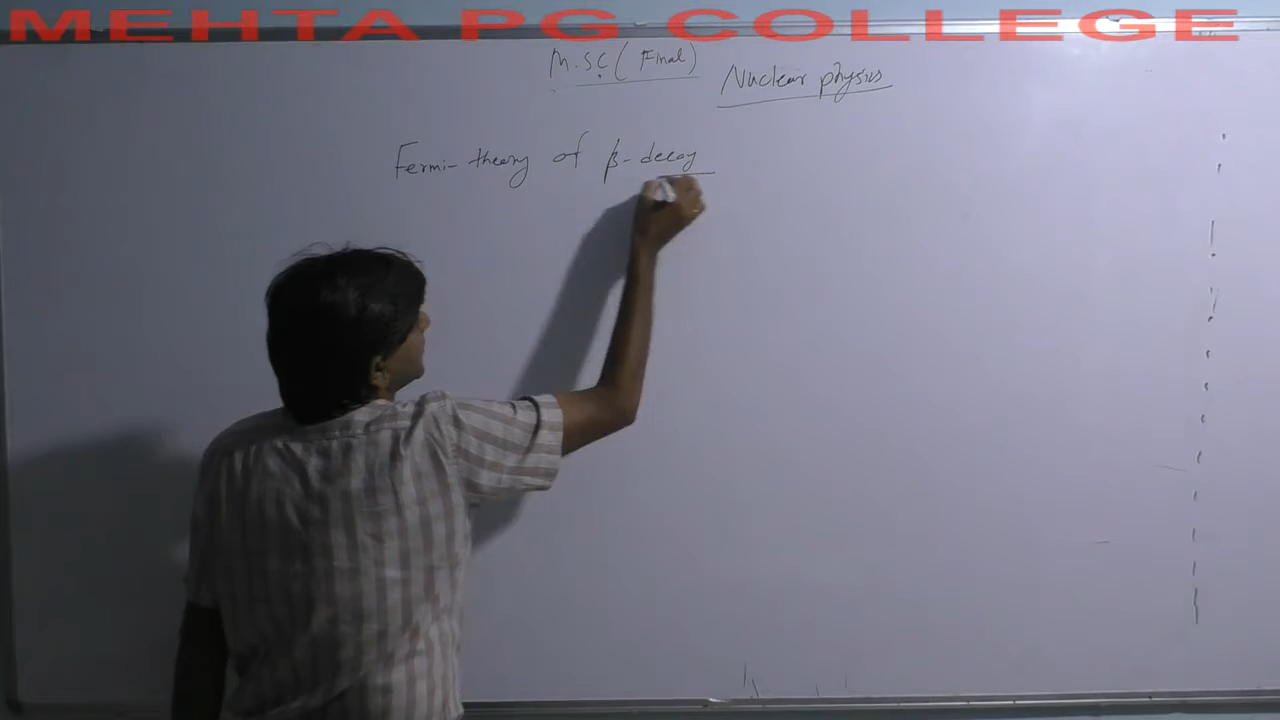 MEHTA PG COLLEGE
M.SC ( Final )
Nuclear physics
Fermi- theory of β- decay